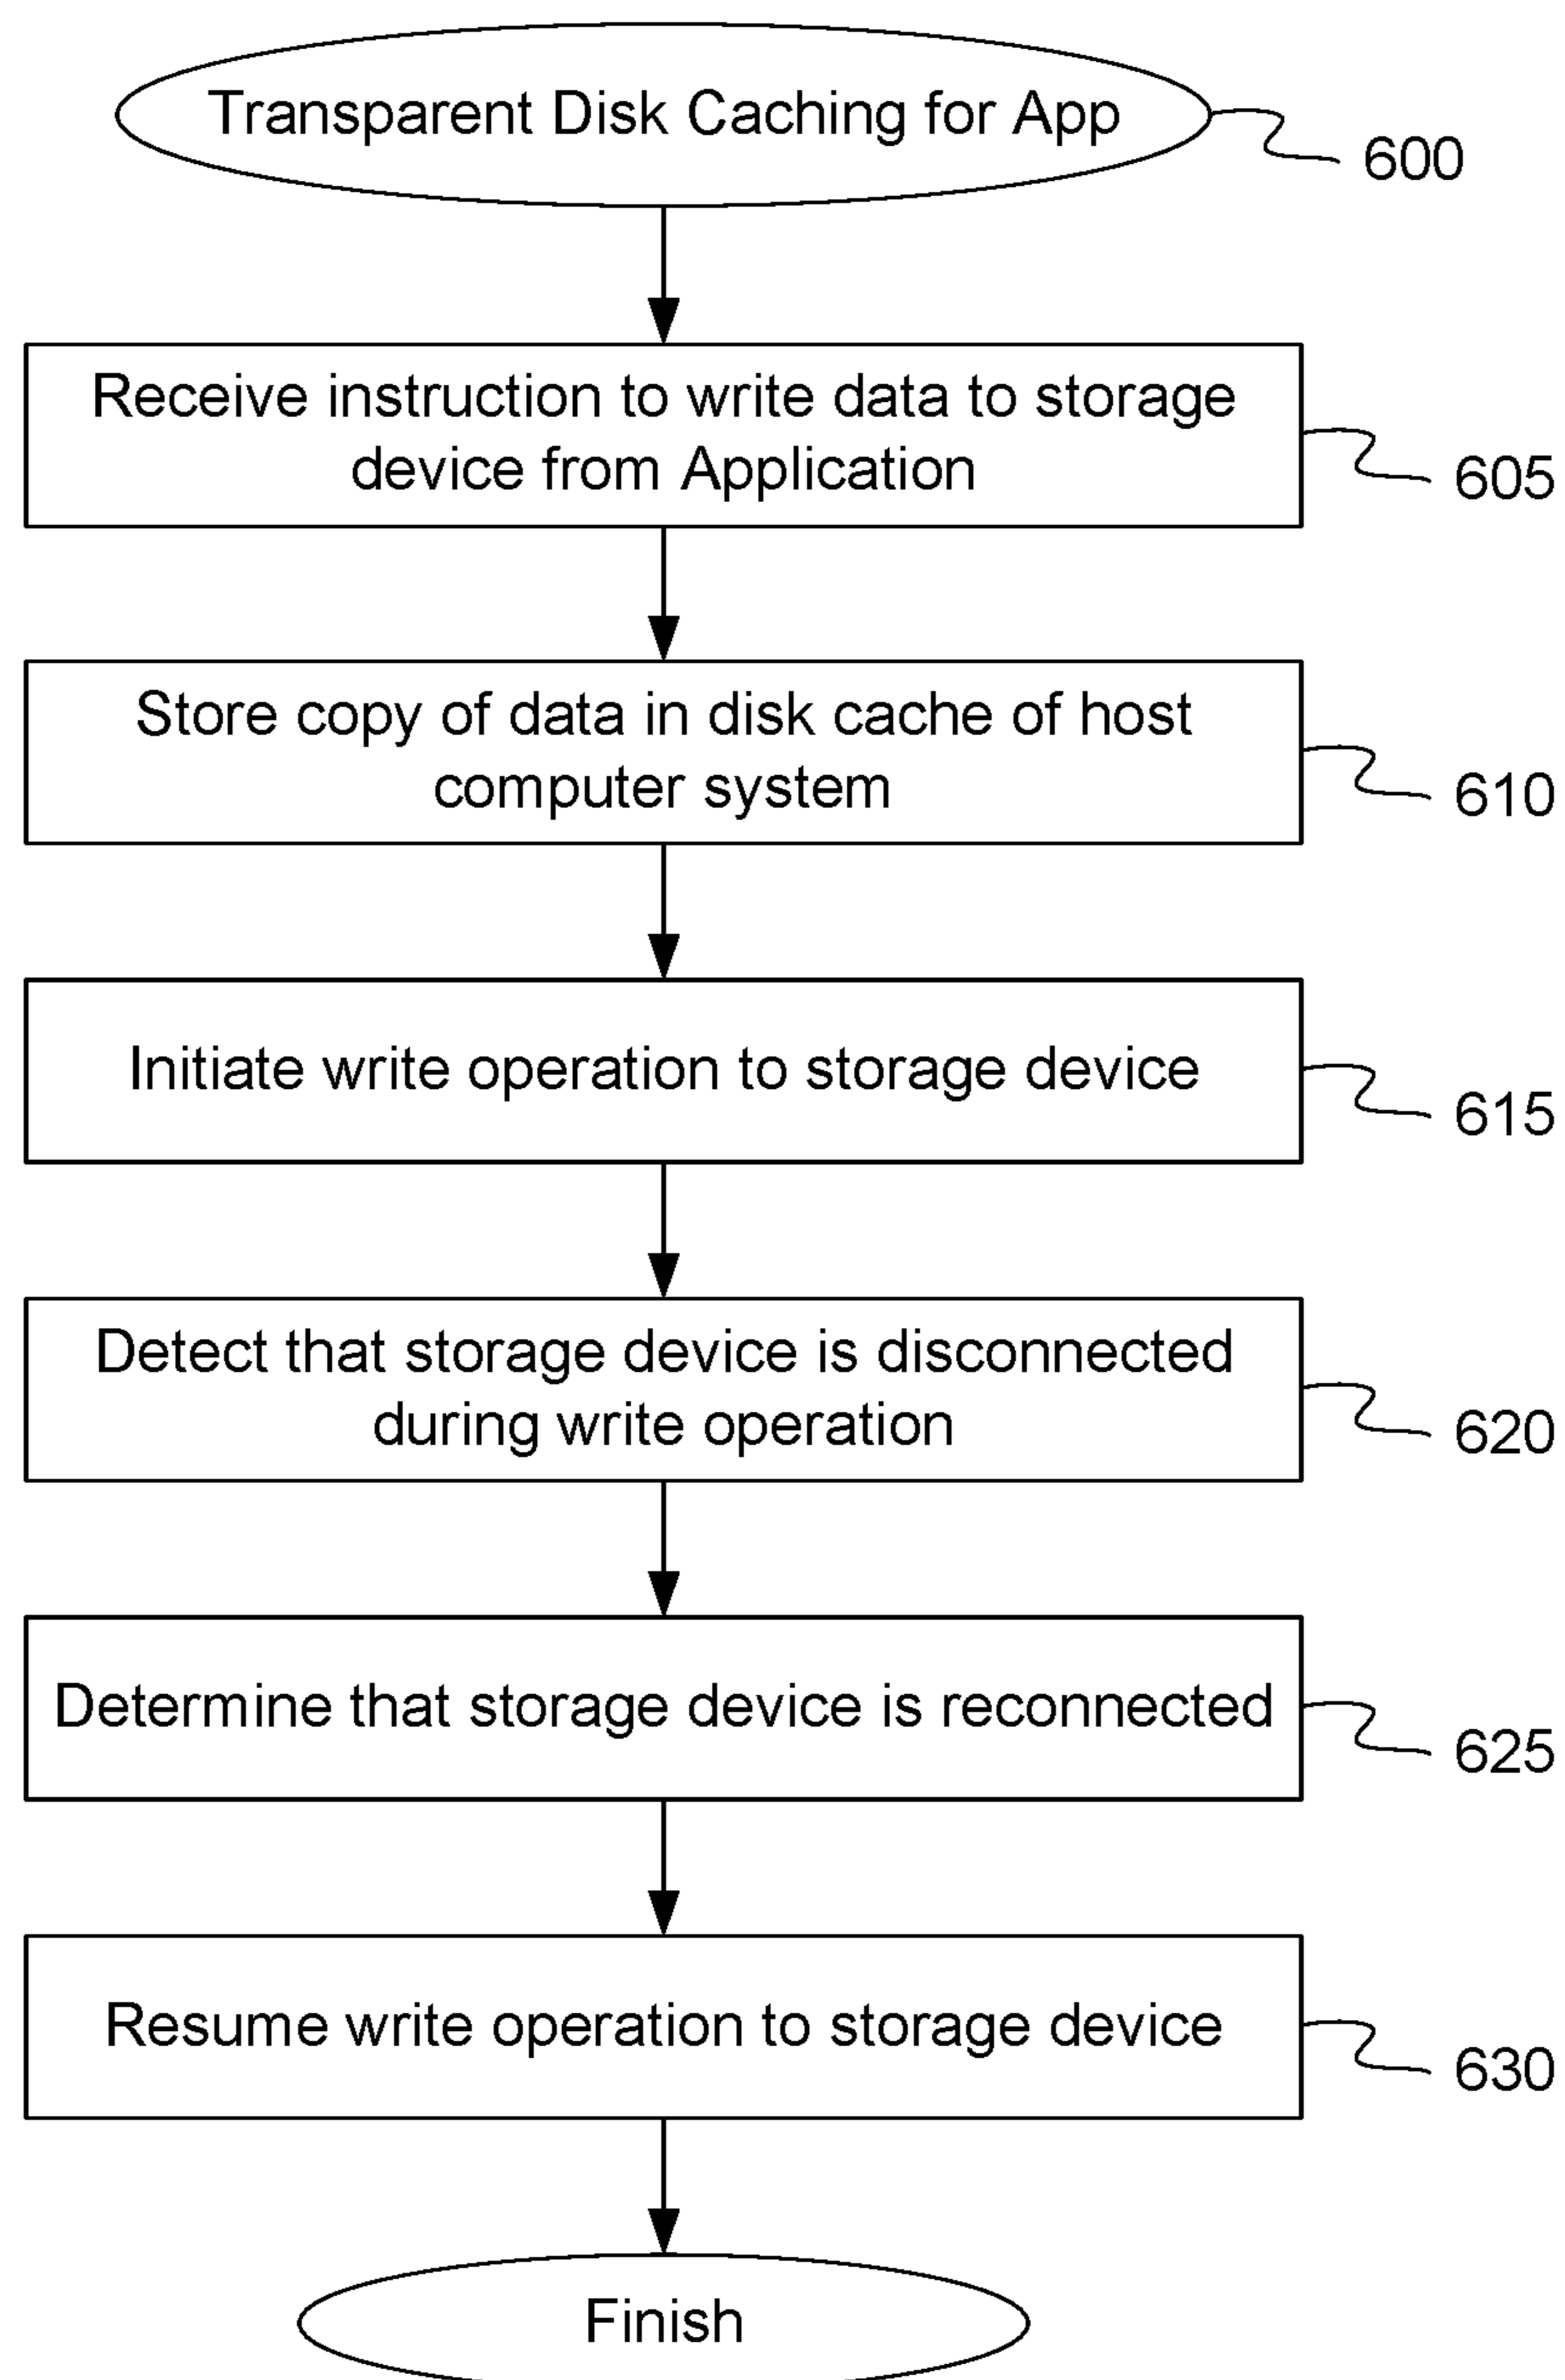 Transparent Disk Caching for App
600
Receive instruction to write data to storage
device from Application
605
Store copy of data in disk cache of host
computer system
610
Initiate write operation to storage device
615
Detect that storage device is disconnected
during write operation
620
Determine that storage device is reconnected
625
Resume write operation to storage device
630
Finish